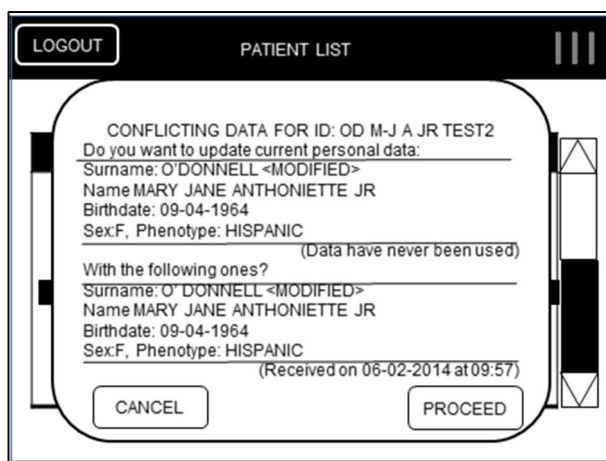 LOGOUT
PATIENT LIST
CONFLICTING DATA FOR ID: OD M-J A JR TEST2
Do you want to update current personal data:
Surname: O'DONNELL <MODIFIED>
Name MARY JANE ANTHONIETTE JR
Birthdate: 09-04-1964
Sex:F, Phenotype: HISPANIC
(Data have never been used)
With the following ones?
Surname: O' DONNELL <MODIFIED>
Name MARY JANE ANTHONIETTE JR
Birthdate: 09-04-1964
Sex:F, Phenotype: HISPANIC
(Received on 06-02-2014 at 09:57)
CANCEL
PROCEED